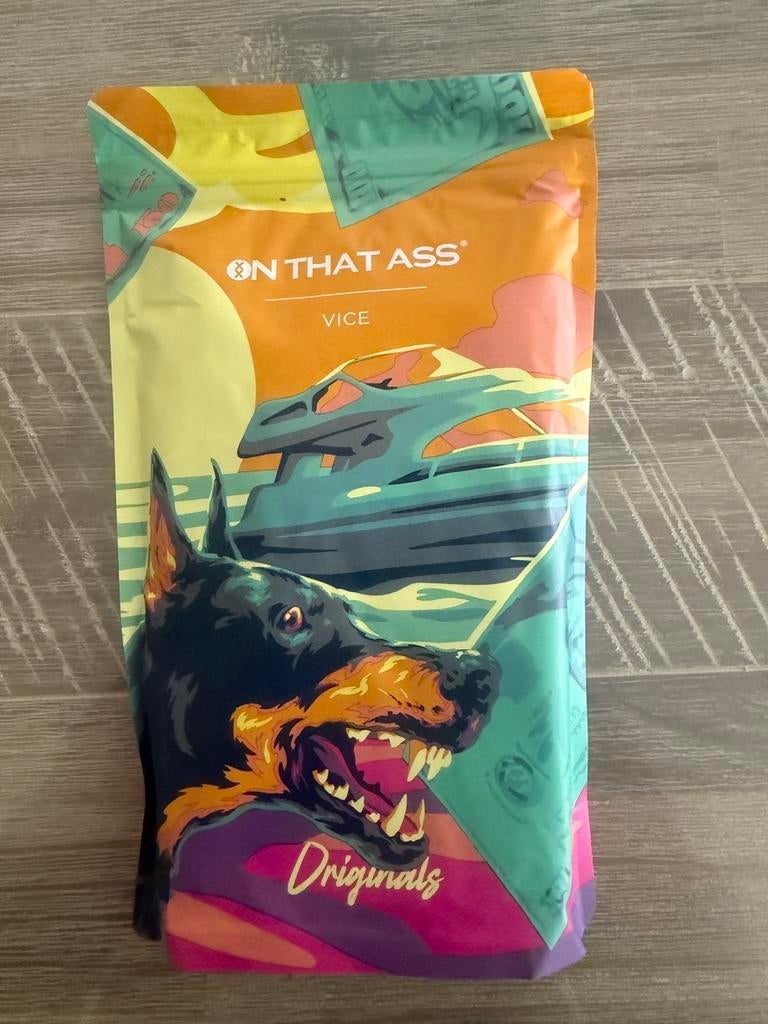 ON THAT ASS®
VICE
Originals